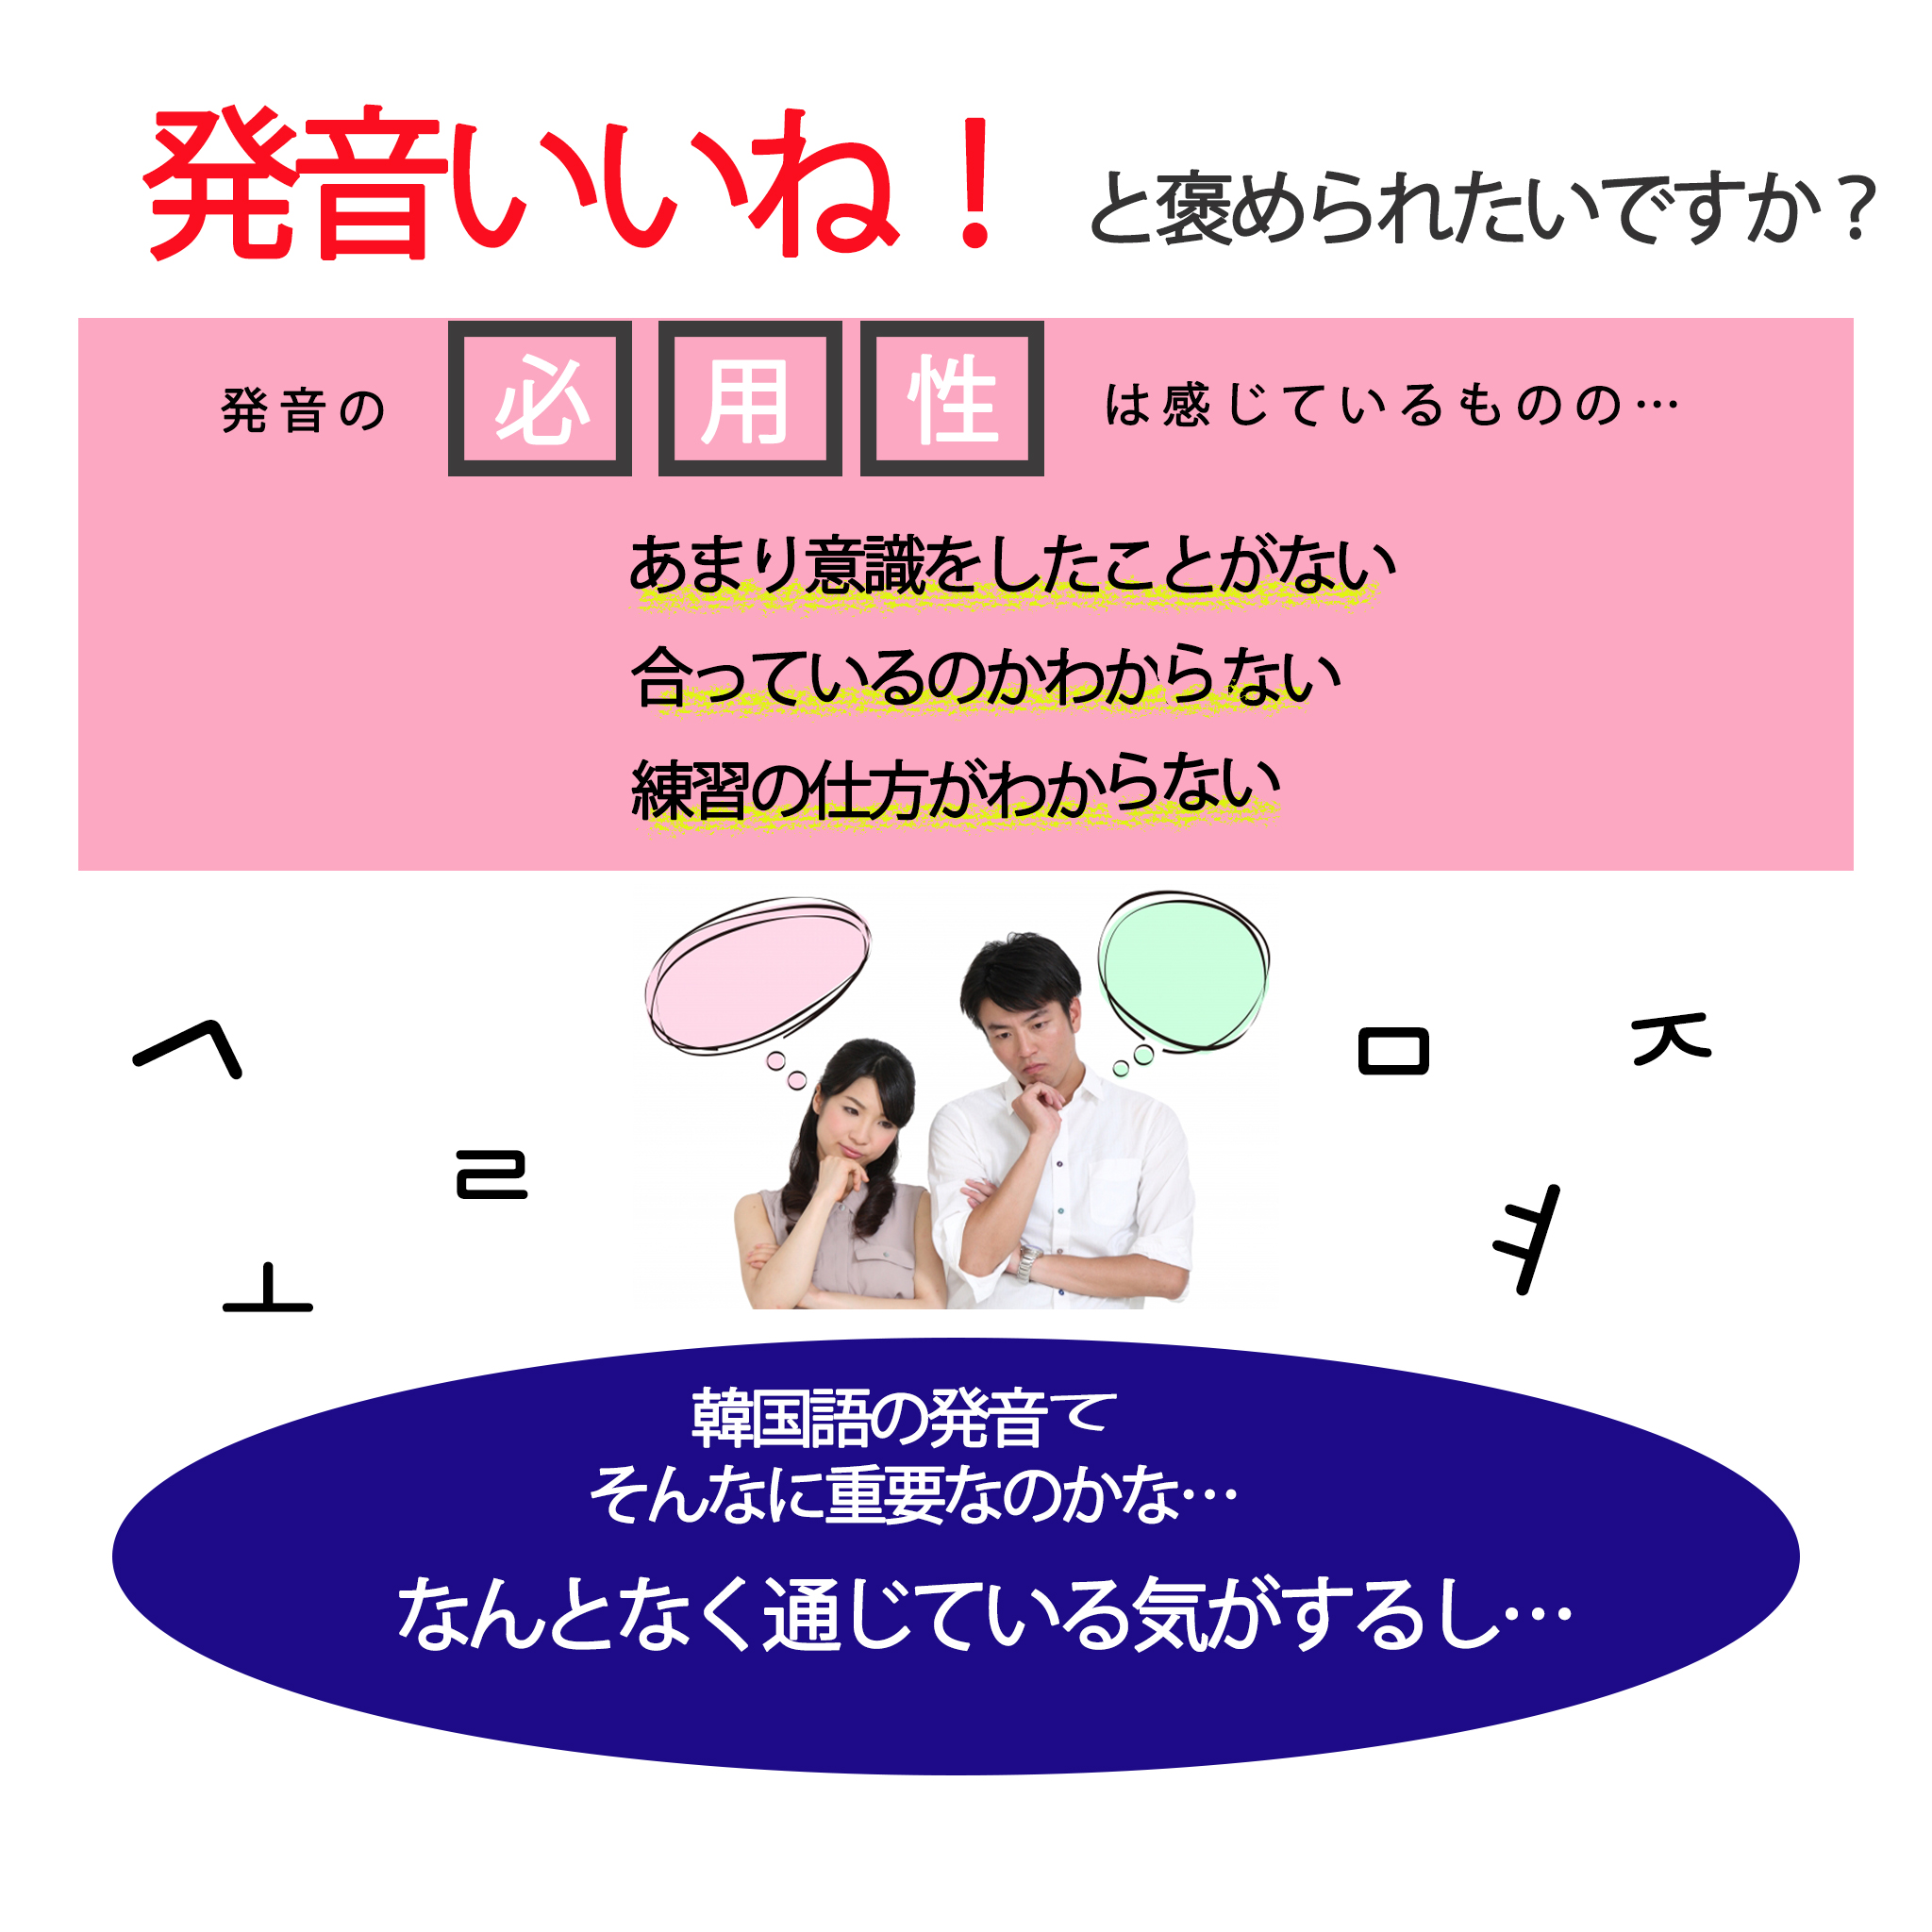 発音いいね！と褒められたいですか？
発音の必用性は感じているものの…
あまり意識をしたことがない
合っているのかわからない
練習の仕方がわからない
ㅅ
ㅁ
ㅈ
ㄹ
ㅕ
ㅗ
韓国語の発音て
そんなに重要なのかな…
なんとなく通じている気がするし…